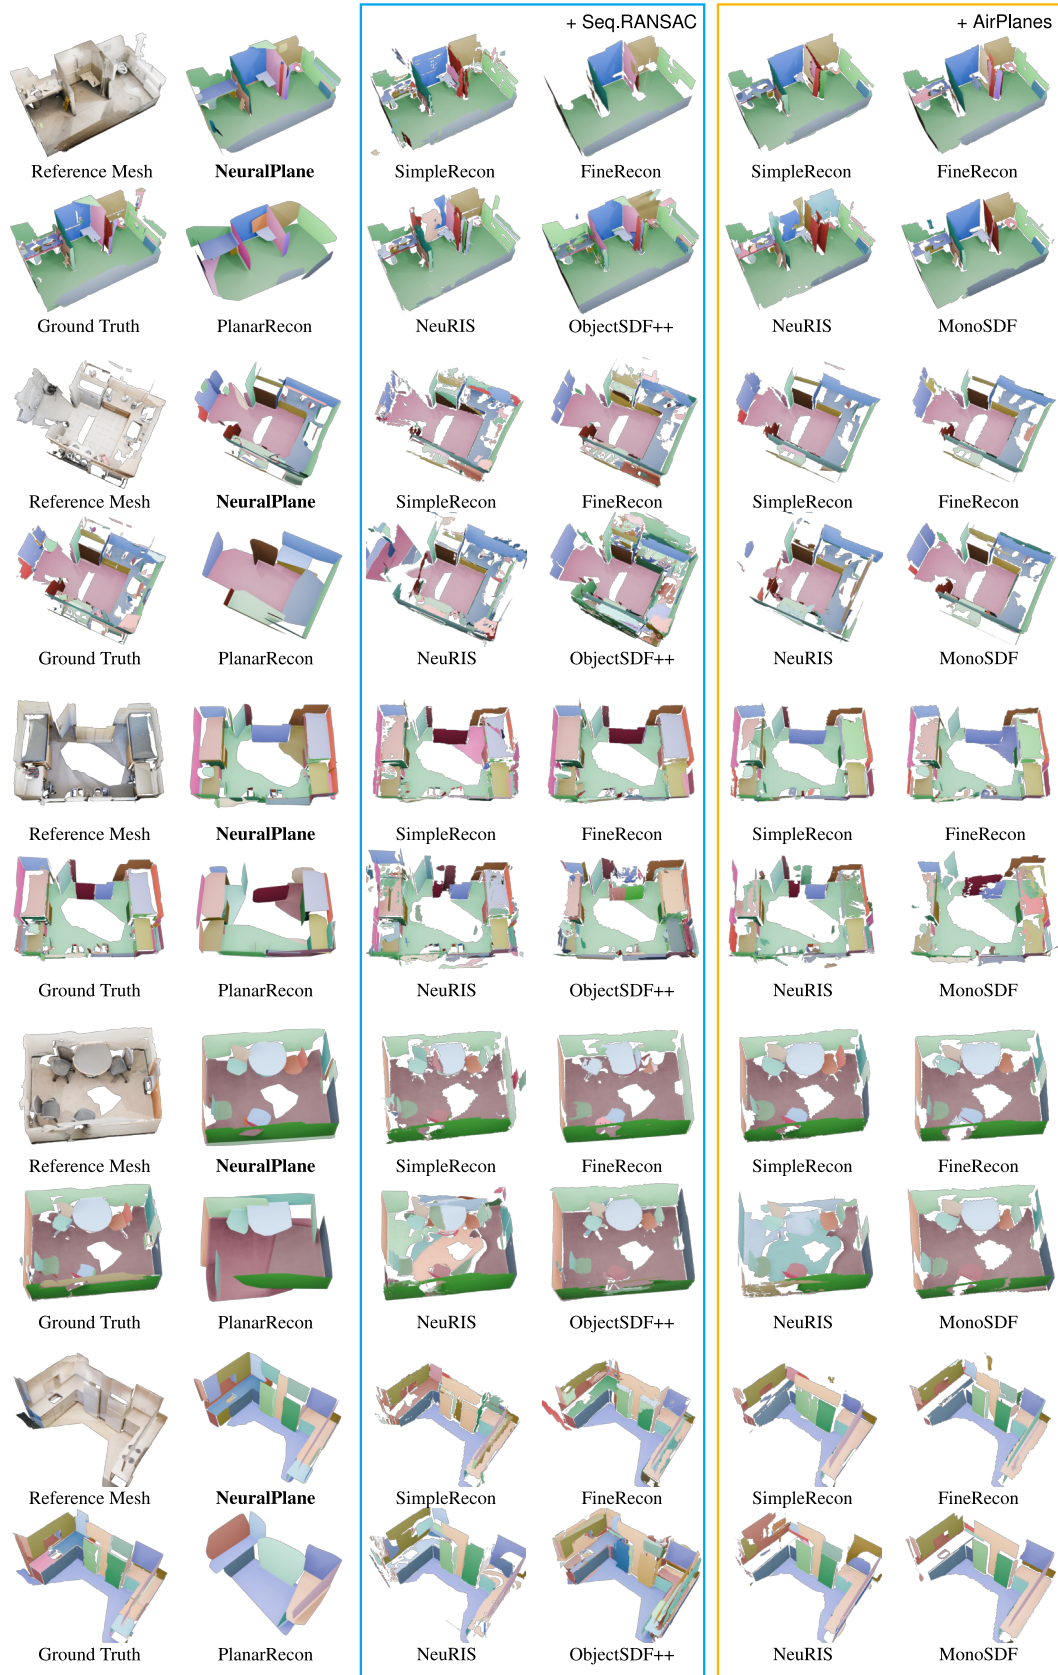 + Seq.RANSAC + AirPlanes
Reference Mesh NeuralPlane SimpleRecon FineRecon SimpleRecon FineRecon
Ground Truth PlanarRecon NeuRIS ObjectSDF++ NeuRIS MonoSDF
Reference Mesh NeuralPlane SimpleRecon FineRecon SimpleRecon FineRecon
Ground Truth PlanarRecon NeuRIS ObjectSDF++ NeuRIS MonoSDF
Reference Mesh NeuralPlane SimpleRecon FineRecon SimpleRecon FineRecon
Ground Truth PlanarRecon NeuRIS ObjectSDF++ NeuRIS MonoSDF
Reference Mesh NeuralPlane SimpleRecon FineRecon SimpleRecon FineRecon
Ground Truth PlanarRecon NeuRIS ObjectSDF++ NeuRIS MonoSDF
Reference Mesh NeuralPlane SimpleRecon FineRecon SimpleRecon FineRecon
Ground Truth PlanarRecon NeuRIS ObjectSDF++ NeuRIS MonoSDF